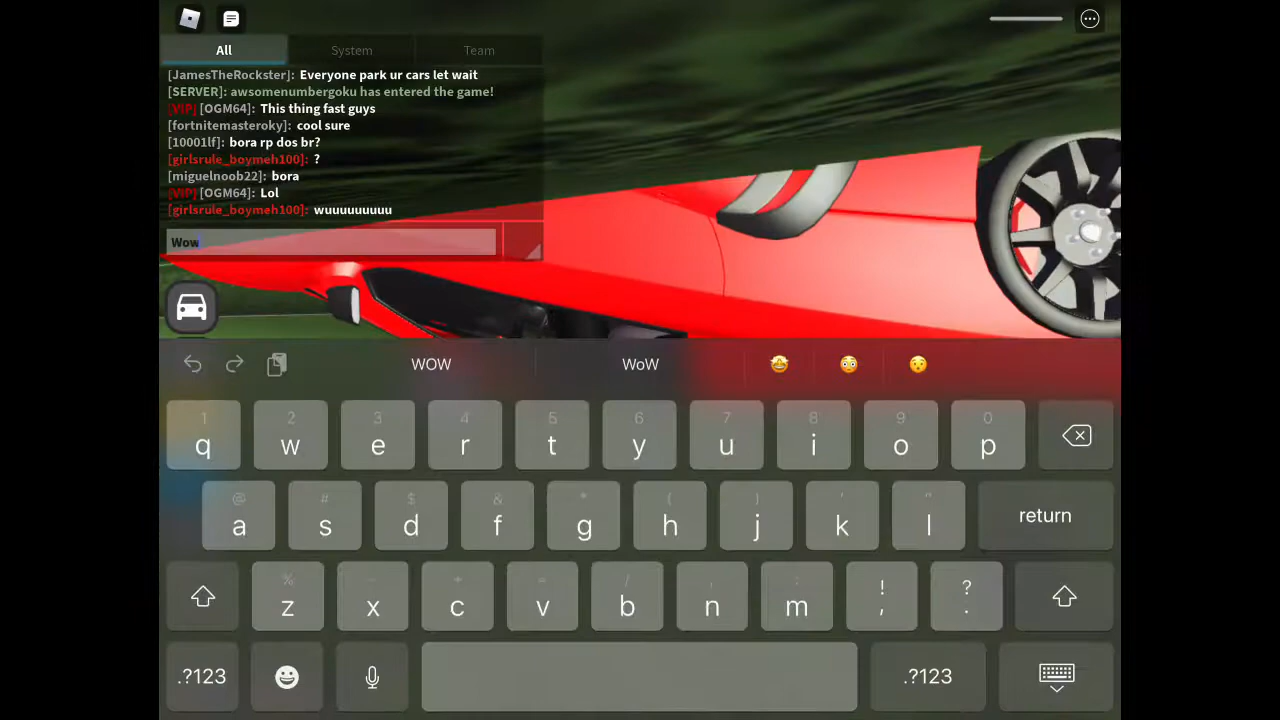 All System Team
[JamesTheRockster]: Everyone park ur cars let wait
[SERVER]: awsomenumbergoku has entered the game!
[VIP] [OGM64]: This thing fast guys
[fortnitemasteroky]: cool sure
[10001lf]: bora rp dos br?
[girlsrule_boymeh100]: ?
[miguelnoob22]: bora
[VIP] [OGM64]: Lol
[girlsrule_boymeh100]: wuuuuuuuuu
Wow
WOW WoW 🤩 😳 😯
1 2 3 4 5 6 7 8 9 0
q w e r t y u i o p
@ # $ & * ( ) ' "
a s d f g h j k l return
% - + = / ; : ! ?
z x c v b n m , .
.?123 .?123